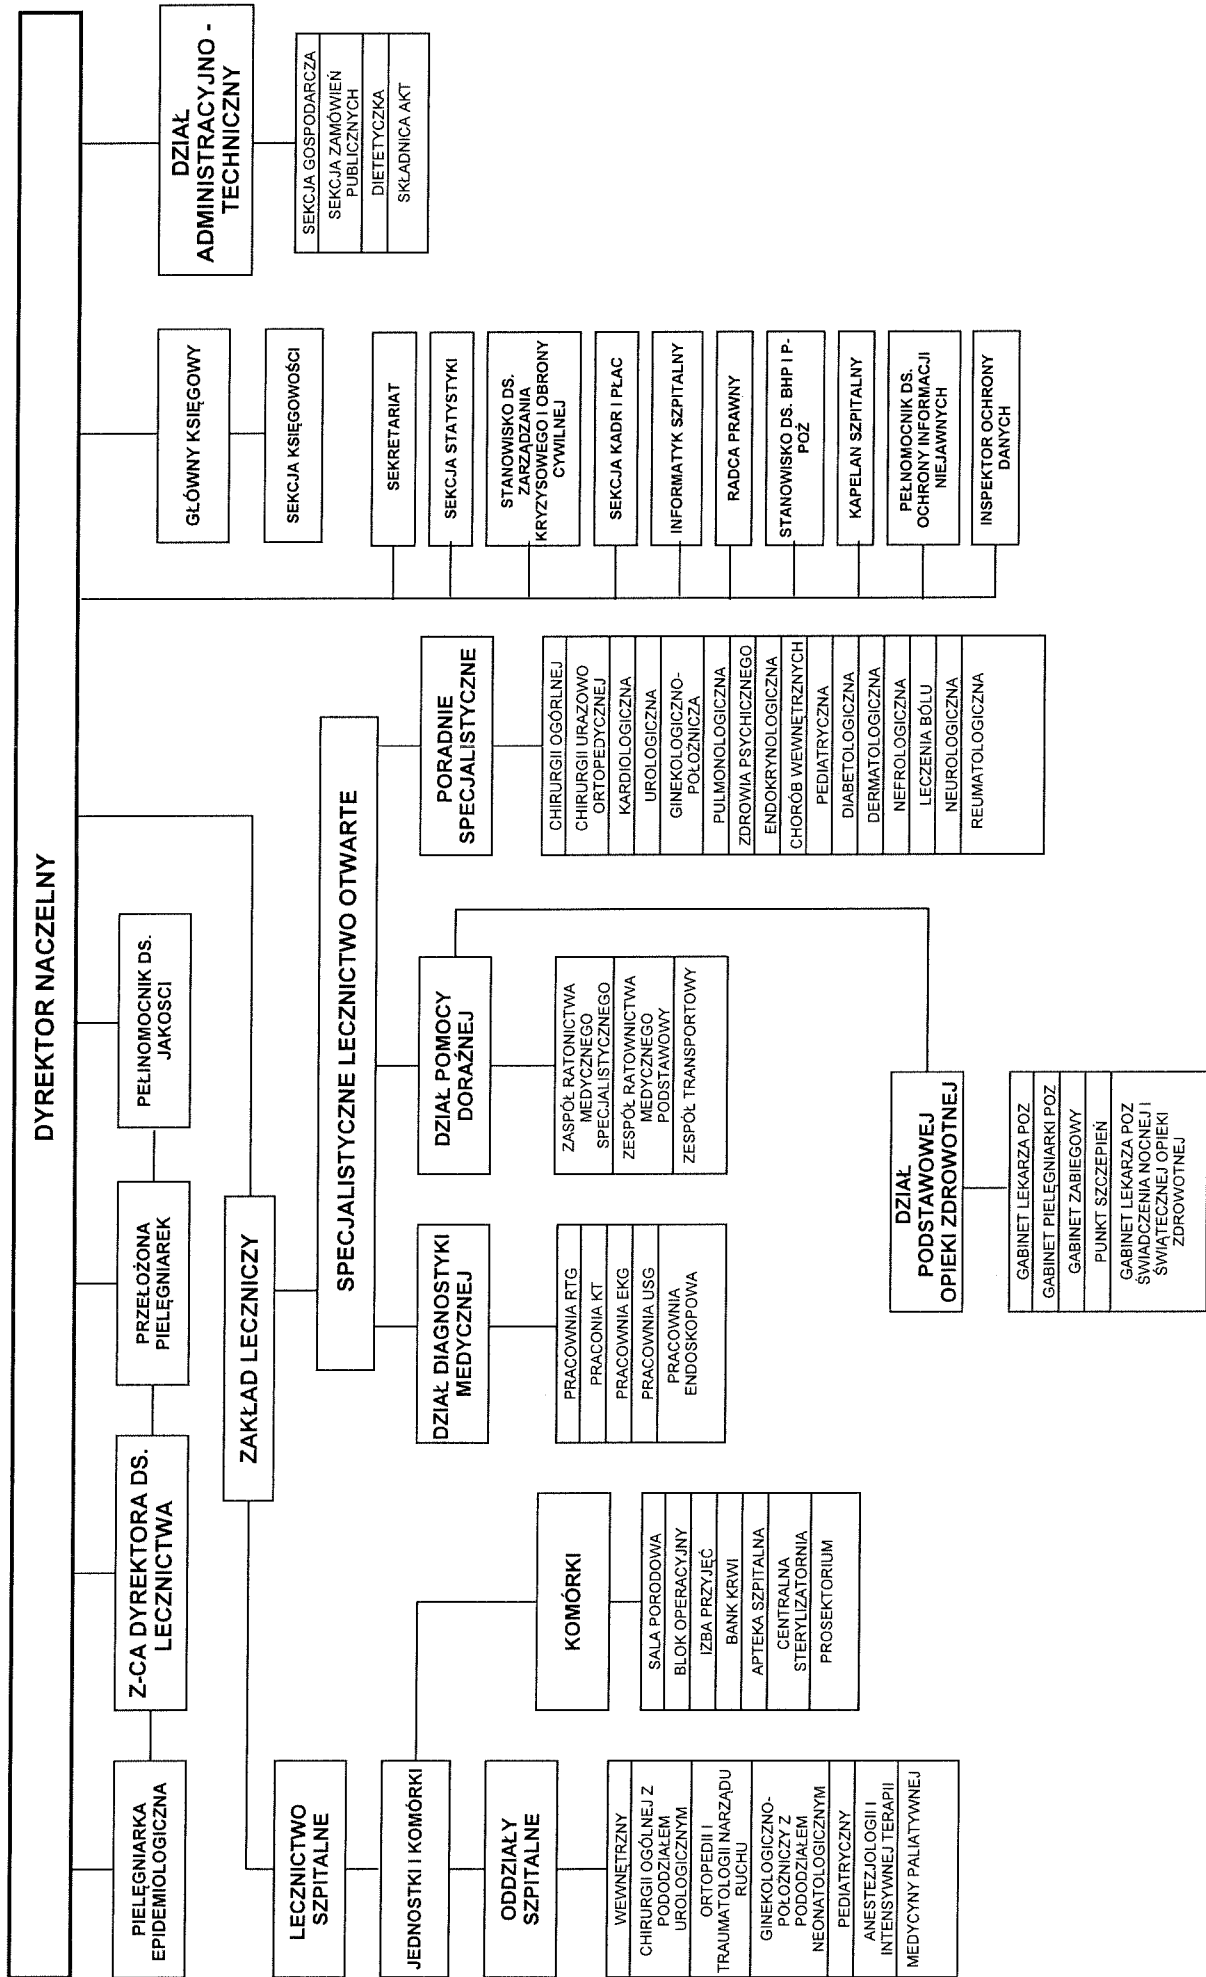 DYREKTOR NACZELNY
PIELĘGNIARKA
EPIDEMIOLOGICZNA
Z-CA DYREKTORA DS.
LECZNICTWA
PRZEŁOŻONA
PIELĘGNIAREK
PEŁINOMOCNIK DS.
JAKOSCI
GŁÓWNY KSIĘGOWY
SEKCJA KSIĘGOWOŚCI
DZIAŁ
ADMINISTRACYJNO -
TECHNICZNY
SEKCJA GOSPODARCZA
SEKCJA ZAMÓWIEŃ
PUBLICZNYCH
DIETETYCZKA
SKŁADNICA AKT
ZAKŁAD LECZNICZY
LECZNICTWO
SZPITALNE
JEDNOSTKI I KOMÓRKI
ODDZIAŁY
SZPITALNE
WEWNĘTRZNY
CHIRURGII OGÓLNEJ Z
PODODZIAŁEM
UROLOGICZNYM
ORTOPEDII I
TRAUMATOLOGII NARZĄDU
RUCHU
GINEKOLOGICZNO-
POŁOŻNICZY Z
PODODZIAŁEM
NEONATOLOGICZNYM
PEDIATRYCZNY
ANESTEZJOLOGII I
INTENSYWNEJ TERAPII
MEDYCYNY PALIATYWNEJ
KOMÓRKI
SALA PORODOWA
BLOK OPERACYJNY
IZBA PRZYJĘĆ
BANK KRWI
APTEKA SZPITALNA
CENTRALNA
STERYLIZATORNIA
PROSEKTORIUM
SPECJALISTYCZNE LECZNICTWO OTWARTE
DZIAŁ DIAGNOSTYKI
MEDYCZNEJ
PRACOWNIA RTG
PRACONIA KT
PRACOWNIA EKG
PRACOWNIA USG
PRACOWNIA
ENDOSKOPOWA
DZIAŁ POMOCY
DORAŹNEJ
ZASPÓŁ RATONICTWA
MEDYCZNEGO
SPECJALISTYCZNEGO
ZESPÓŁ RATOWNICTWA
MEDYCZNEGO
PODSTAWOWY
ZESPÓŁ TRANSPORTOWY
DZIAŁ
PODSTAWOWEJ
OPIEKI ZDROWOTNEJ
GABINET LEKARZA POZ
GABINET PIELĘGNIARKI POZ
GABINET ZABIEGOWY
PUNKT SZCZEPIEŃ
GABINET LEKARZA POZ
ŚWIADCZENIA NOCNEJ I
ŚWIĄTECZNEJ OPIEKI
ZDROWOTNEJ
PORADNIE
SPECJALISTYCZNE
CHIRURGII OGÓRLNEJ
CHIRURGII URAZOWO
ORTOPEDYCZNEJ
KARDIOLOGICZNA
UROLOGICZNA
GINEKOLOGICZNO-
POŁOŻNICZA
PULMONOLOGICZNA
ZDROWIA PSYCHICZNEGO
ENDOKRYNOLOGICZNA
CHORÓB WEWNĘTRZNYCH
PEDIATRYCZNA
DIABETOLOGICZNA
DERMATOLOGICZNA
NEFROLOGICZNA
LECZENIA BÓLU
NEUROLOGICZNA
REUMATOLOGICZNA
SEKRETARIAT
SEKCJA STATYSTYKI
STANOWISKO DS.
ZARZĄDZANIA
KRYZYSOWEGO I OBRONY
CYWILNEJ
SEKCJA KADR I PŁAC
INFORMATYK SZPITALNY
RADCA PRAWNY
STANOWISKO DS. BHP I P-
POŻ
KAPELAN SZPITALNY
PEŁNOMOCNIK DS.
OCHRONY INFORMACJI
NIEJAWNYCH
INSPEKTOR OCHRONY
DANYCH